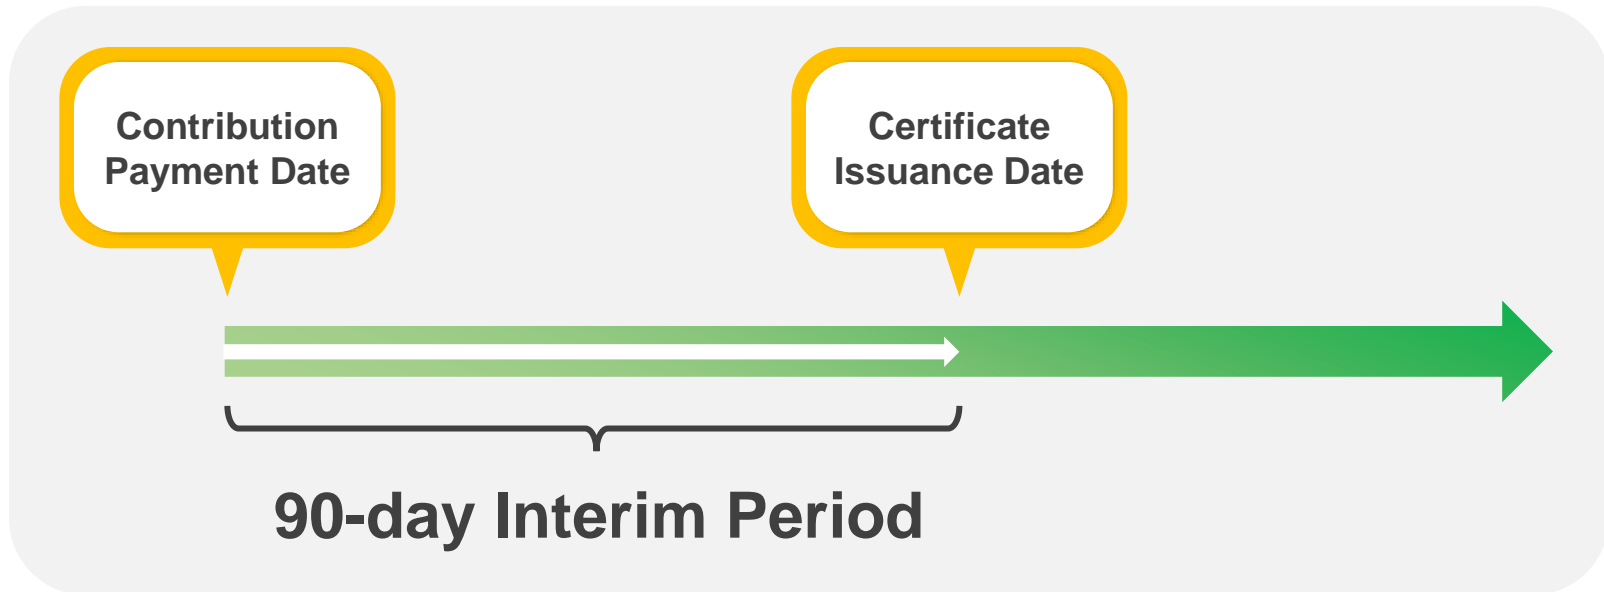 Contribution
Payment Date
Certificate
Issuance Date
90-day Interim Period